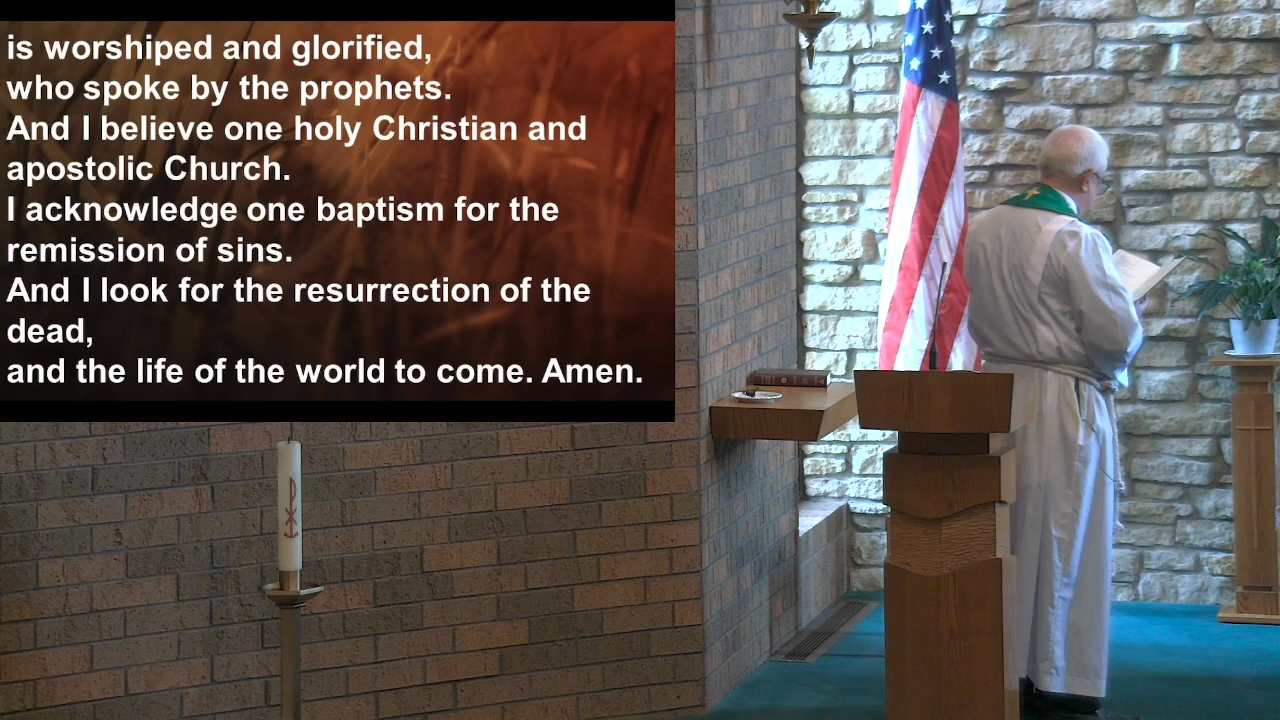 is worshiped and glorified,
who spoke by the prophets.
And I believe one holy Christian and
apostolic Church.
I acknowledge one baptism for the
remission of sins.
And I look for the resurrection of the
dead,
and the life of the world to come. Amen.